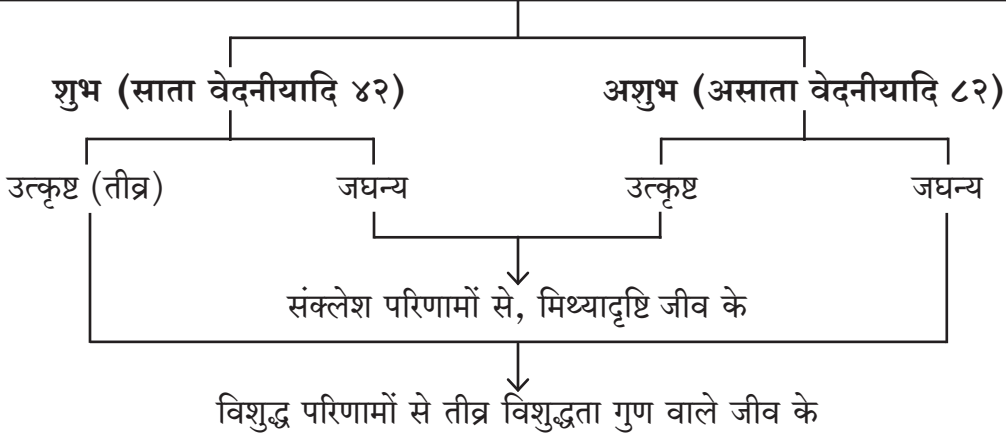 शुभ (साता वेदनीयादि ४२) अशुभ (असाता वेदनीयादि ८२)
उत्कृष्ट (तीव्र) जघन्य उत्कृष्ट जघन्य
संक्लेश परिणामों से, मिथ्यादृष्टि जीव के
विशुद्ध परिणामों से तीव्र विशुद्धता गुण वाले जीव के